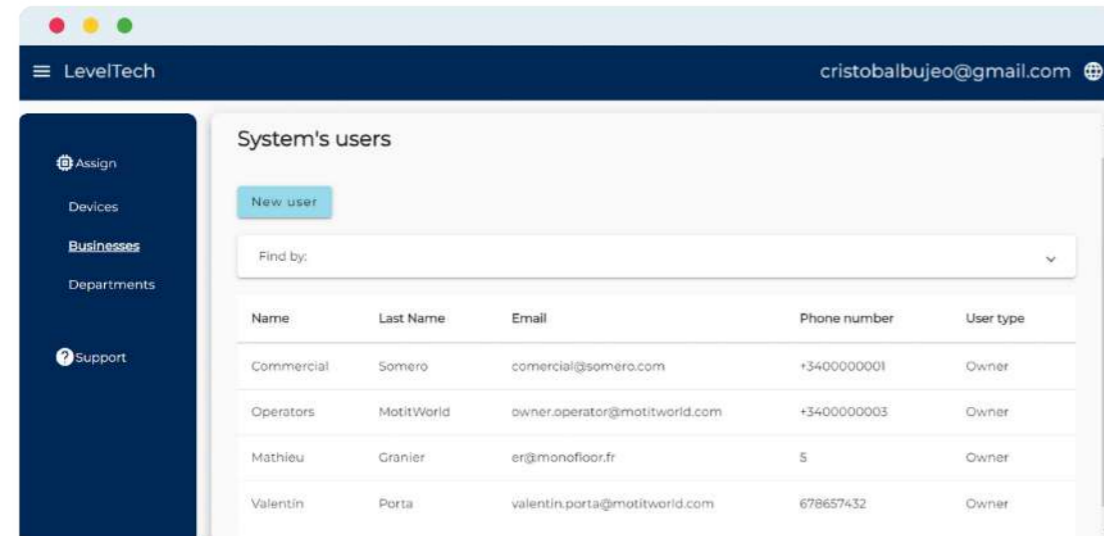 LevelTech
cristobalbujeo@gmail.com
Assign
Devices
Businesses
Departments
Support
System's users
New user
Find by:
Name Last Name Email Phone number User type
Commercial Somero comercial@somero.com +3400000001 Owner
Operators MotitWorld owner.operator@motitworld.com +3400000003 Owner
Mathieu Granier er@monofloor.fr 5 Owner
Valentín Porta valentin.porta@motitworld.com 678657432 Owner